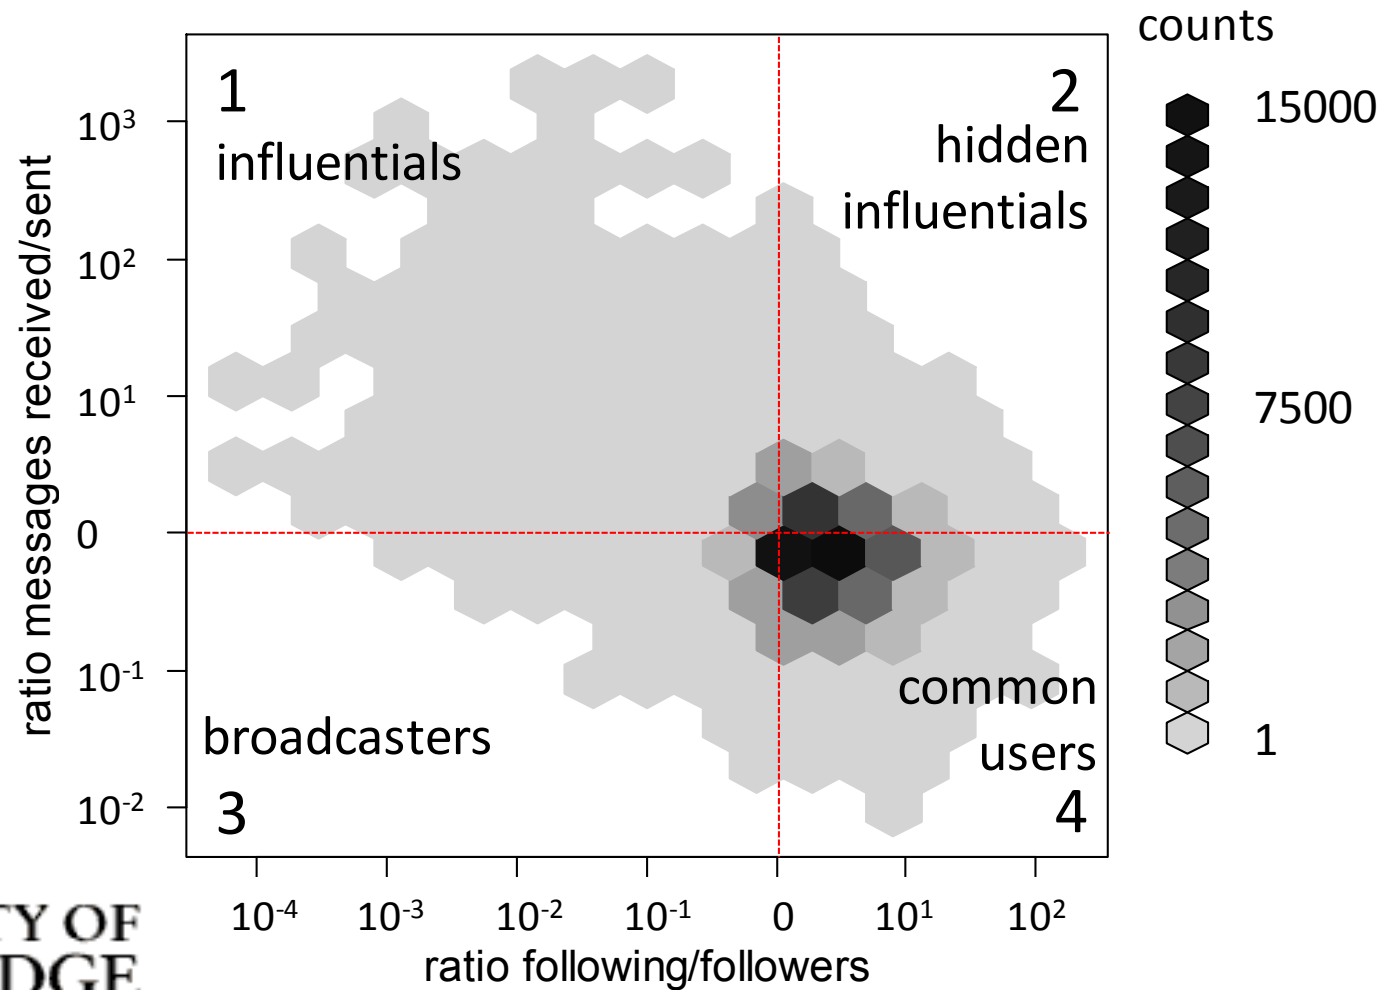 counts
15000
7500
1
1
influentials
2
hidden
influentials
broadcasters
3
common
users
4
ratio messages received/sent
10³
10²
10¹
0
10⁻¹
10⁻²
10⁻⁴ 10⁻³ 10⁻² 10⁻¹ 0 10¹ 10²
ratio following/followers
TY OF
DGE